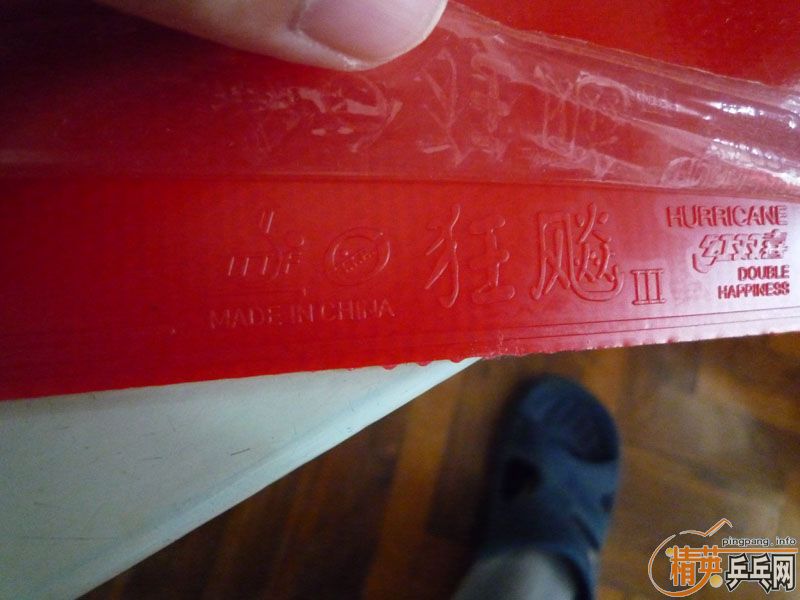 ITTF
狂飚 III
MADE IN CHINA
HURRICANE
红双喜
DOUBLE
HAPPINESS
pingpang.info
精英乒乓网